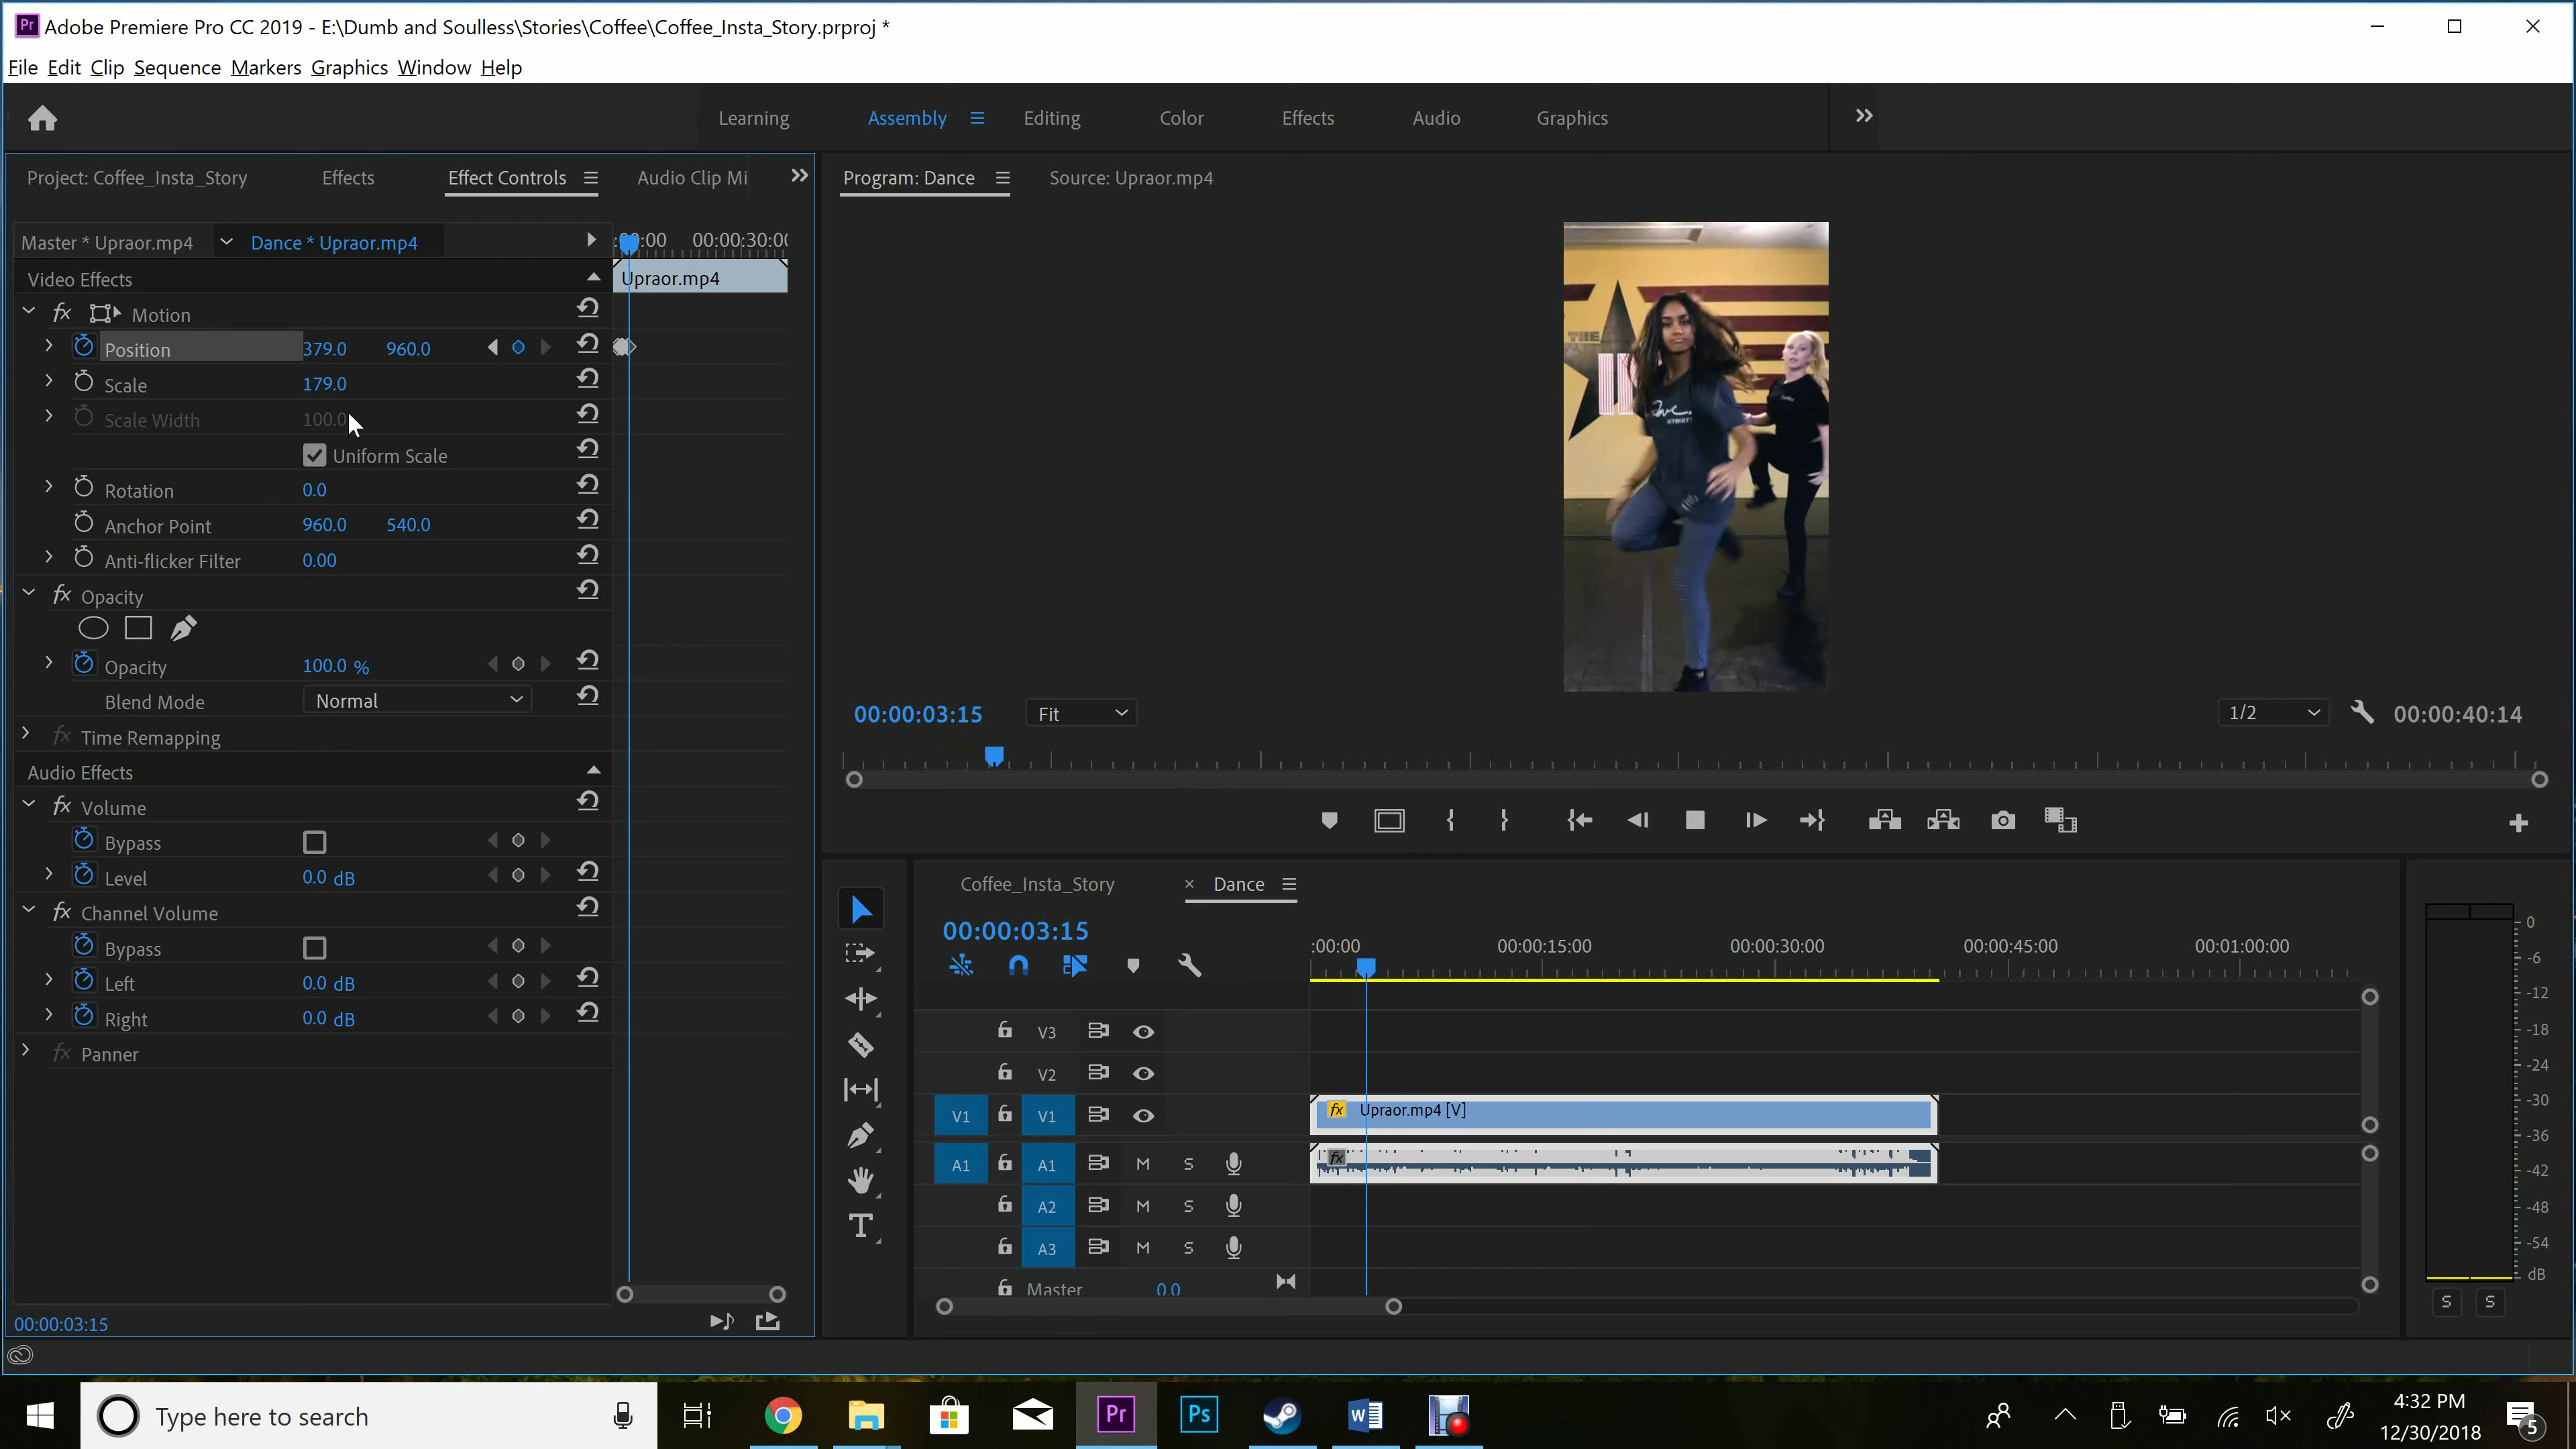 Pr Adobe Premiere Pro CC 2019 - E:\Dumb and Soulless\Stories\Coffee\Coffee_Insta_Story.prproj *
File Edit Clip Sequence Markers Graphics Window Help
Learning Assembly Editing Color Effects Audio Graphics
Project: Coffee_Insta_Story Effects Effect Controls Audio Clip Mi
Program: Dance Source: Upraor.mp4
Master * Upraor.mp4 Dance * Upraor.mp4 :00:00 00:00:30:00
Video Effects Upraor.mp4
fx Motion
Position 379.0 960.0
Scale 179.0
Scale Width 100.0
Uniform Scale
Rotation 0.0
Anchor Point 960.0 540.0
Anti-flicker Filter 0.00
fx Opacity
Opacity 100.0 %
Blend Mode Normal
fx Time Remapping
Audio Effects
fx Volume
Bypass
Level 0.0 dB
fx Channel Volume
Bypass
Left 0.0 dB
Right 0.0 dB
fx Panner
00:00:03:15
THE
00:00:03:15 Fit 1/2 00:00:40:14
Coffee_Insta_Story × Dance
00:00:03:15
:00:00 00:00:15:00 00:00:30:00 00:00:45:00 00:01:00:00
V3
V2
V1 V1 fx Upraor.mp4 [V]
A1 A1 M S fx
A2 M S
A3 M S
Master 0.0
0
-6
-12
-18
-24
-30
-36
-42
-48
-54
dB
S S
Type here to search
Pr Ps W
4:32 PM
12/30/2018
5